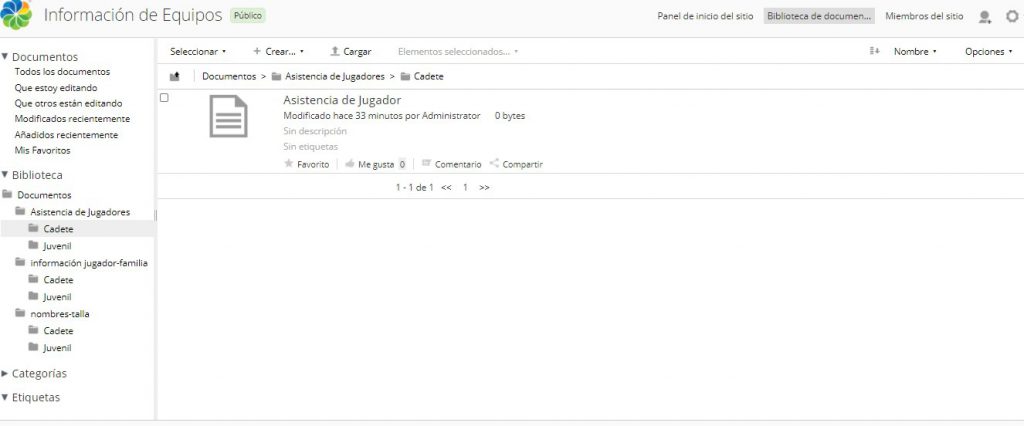 Información de Equipos Público Panel de inicio del sitio Biblioteca de documen... Miembros del sitio
Seleccionar Crear... Cargar Elementos seleccionados... Nombre Opciones
Documentos > Asistencia de Jugadores > Cadete
Documentos
Todos los documentos
Que estoy editando
Que otros están editando
Modificados recientemente
Añadidos recientemente
Mis Favoritos
Biblioteca
Documentos
Asistencia de Jugadores
Cadete
Juvenil
información jugador-familia
Cadete
Juvenil
nombres-talla
Cadete
Juvenil
Categorías
Etiquetas
Asistencia de Jugador
Modificado hace 33 minutos por Administrator 0 bytes
Sin descripción
Sin etiquetas
Favorito Me gusta 0 Comentario Compartir
1 - 1 de 1 << 1 >>